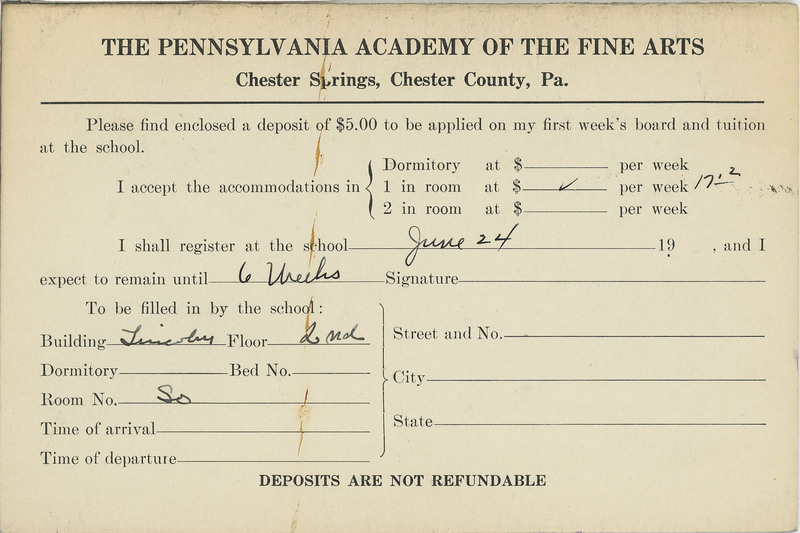 THE PENNSYLVANIA ACADEMY OF THE FINE ARTS
Chester Springs, Chester County, Pa.
Please find enclosed a deposit of $5.00 to be applied on my first week's board and tuition
at the school.
Dormitory at $ per week
I accept the accommodations in 1 in room at $ ✓ per week
2 in room at $ per week
I shall register at the school June 24 19 , and I
expect to remain until 6 Weeks Signature
To be filled in by the school:
Building Lincoln Floor 2nd
Street and No.
Dormitory Bed No.
City
Room No. So
State
Time of arrival
Time of departure
DEPOSITS ARE NOT REFUNDABLE